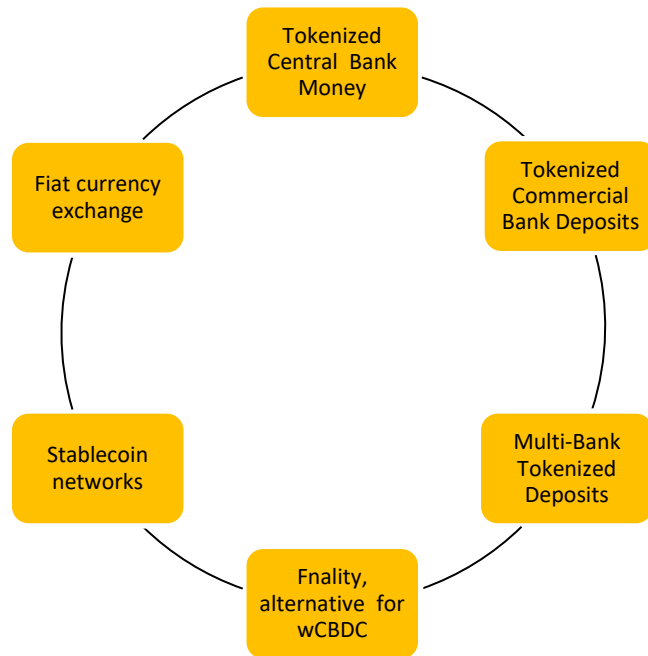 Tokenized
Central Bank
Money
Tokenized
Commercial
Bank Deposits
Multi-Bank
Tokenized
Deposits
Fnality,
alternative for
wCBDC
Stablecoin
networks
Fiat currency
exchange